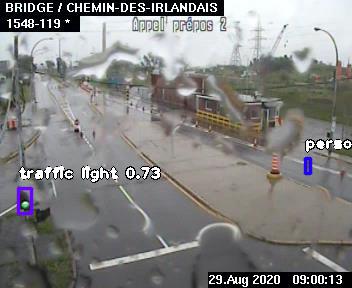 BRIDGE / CHEMIN-DES-IRLANDAIS
1548-119 *
Appel prépos 2
perso
traffic light 0.73
29.Aug 2020 09:00:13